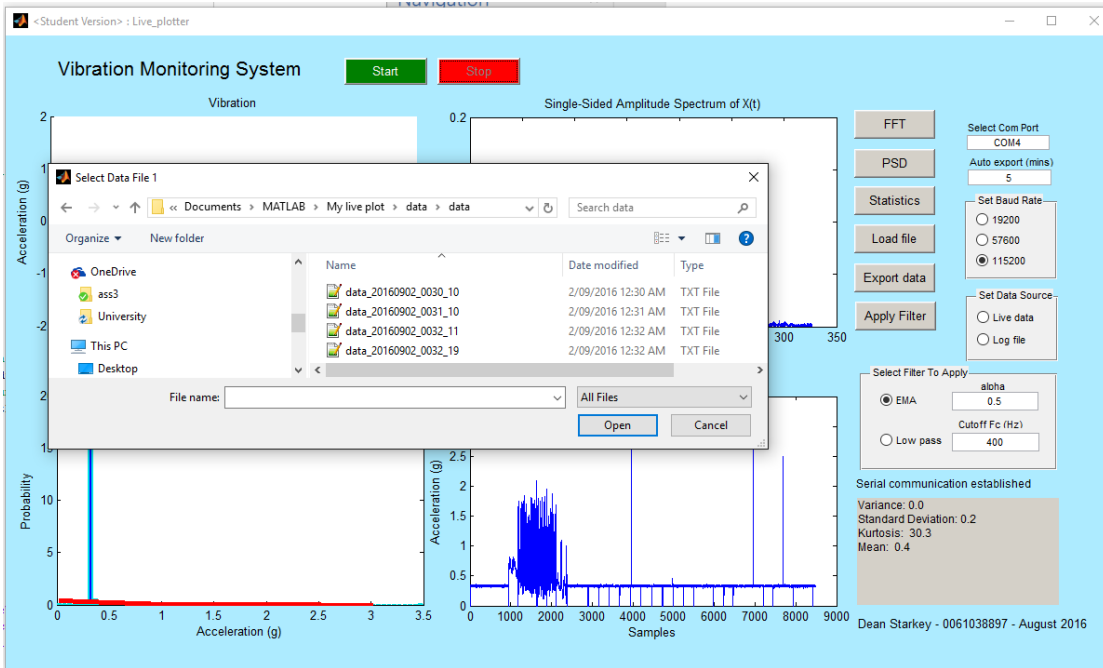 Navigation
<Student Version> : Live_plotter
Vibration Monitoring System
Start
Stop
Vibration
Single-Sided Amplitude Spectrum of X(t)
2
1
0
-1
-2
Acceleration (g)
0.2
300
350
Select Data File 1
« Documents > MATLAB > My live plot > data > data
Search data
Organize
New folder
OneDrive
ass3
University
This PC
Desktop
Name
Date modified
Type
data_20160902_0030_10
2/09/2016 12:30 AM
TXT File
data_20160902_0031_10
2/09/2016 12:31 AM
TXT File
data_20160902_0032_11
2/09/2016 12:32 AM
TXT File
data_20160902_0032_19
2/09/2016 12:32 AM
TXT File
File name:
All Files
Open
Cancel
FFT
PSD
Statistics
Load file
Export data
Apply Filter
Select Com Port
COM4
Auto export (mins)
5
Set Baud Rate
19200
57600
115200
Set Data Source
Live data
Log file
Select Filter To Apply
EMA
alpha
0.5
Low pass
Cutoff Fc (Hz)
400
Serial communication established
Variance: 0.0
Standard Deviation: 0.2
Kurtosis: 30.3
Mean: 0.4
Probability
10
5
0
0 0.5 1 1.5 2 2.5 3 3.5
Acceleration (g)
Acceleration (g)
2.5
2
1.5
1
0.5
0
0 1000 2000 3000 4000 5000 6000 7000 8000 9000
Samples
Dean Starkey - 0061038897 - August 2016